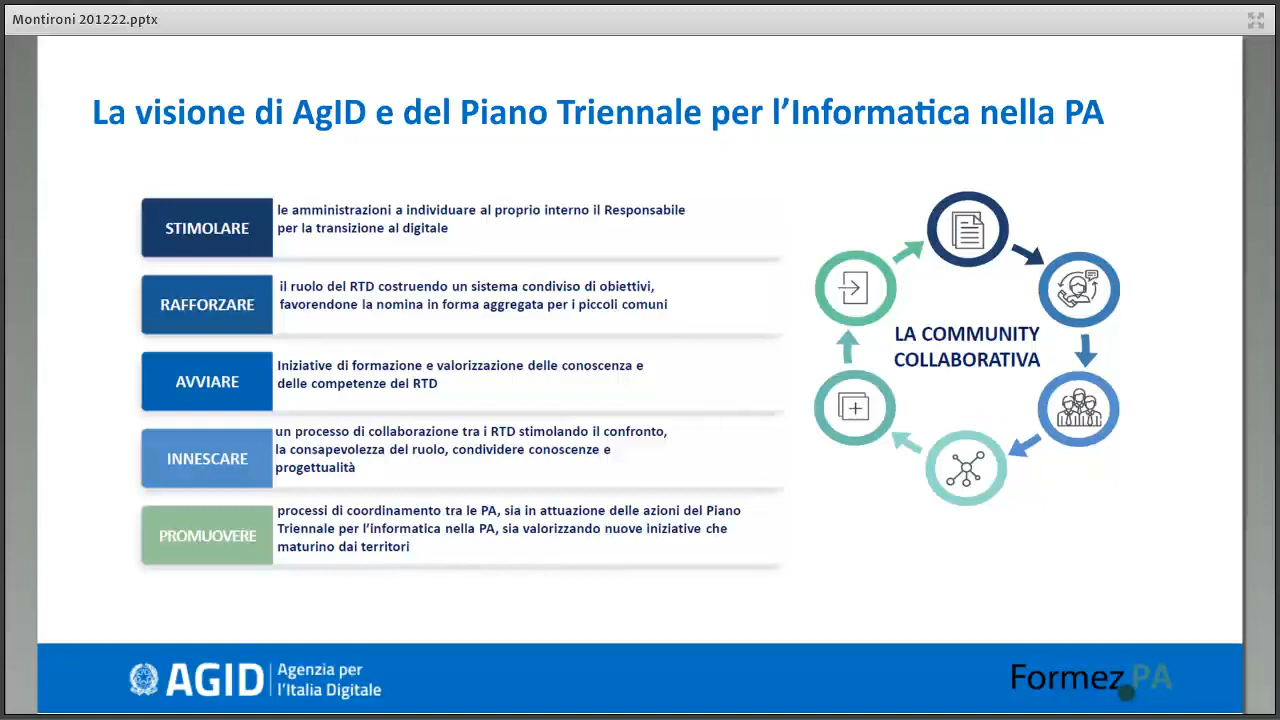 Montironi 201222.pptx
La visione di AgID e del Piano Triennale per l'Informatica nella PA
STIMOLARE
le amministrazioni a individuare al proprio interno il Responsabile
per la transizione al digitale
RAFFORZARE
il ruolo del RTD costruendo un sistema condiviso di obiettivi,
favorendone la nomina in forma aggregata per i piccoli comuni
AVVIARE
Iniziative di formazione e valorizzazione delle conoscenza e
delle competenze del RTD
INNESCARE
un processo di collaborazione tra i RTD stimolando il confronto,
la consapevolezza del ruolo, condividere conoscenze e
progettualità
PROMUOVERE
processi di coordinamento tra le PA, sia in attuazione delle azioni del Piano
Triennale per l'informatica nella PA, sia valorizzando nuove iniziative che
maturino dai territori
LA COMMUNITY
COLLABORATIVA
AGID
Agenzia per
l'Italia Digitale
Formez PA